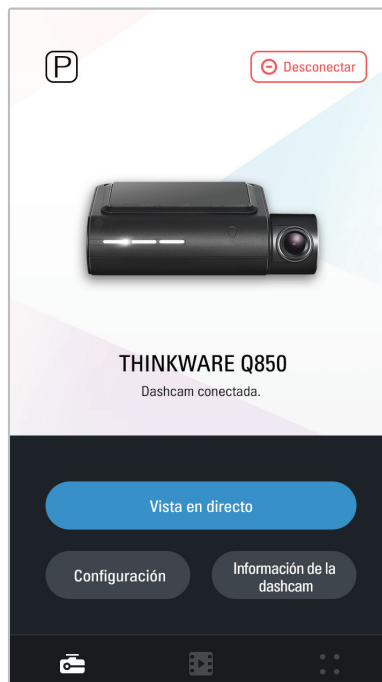 P
Desconectar
THINKWARE Q850
Dashcam conectada.
Vista en directo
Configuración
Información de la
dashcam